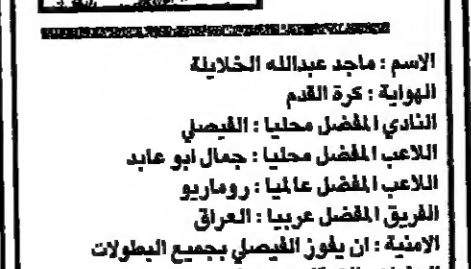 الاسم : ماجد عبدالله الخلايلة
الهواية : كرة القدم
النادي المفضل محليا : الفيصلي
اللاعب المفضل محليا : جمال ابو عابد
اللاعب المفضل عالميا : روماريو
الفريق المفضل عربيا : العراق
الامنية : ان يفوز الفيصلي بجميع البطولات